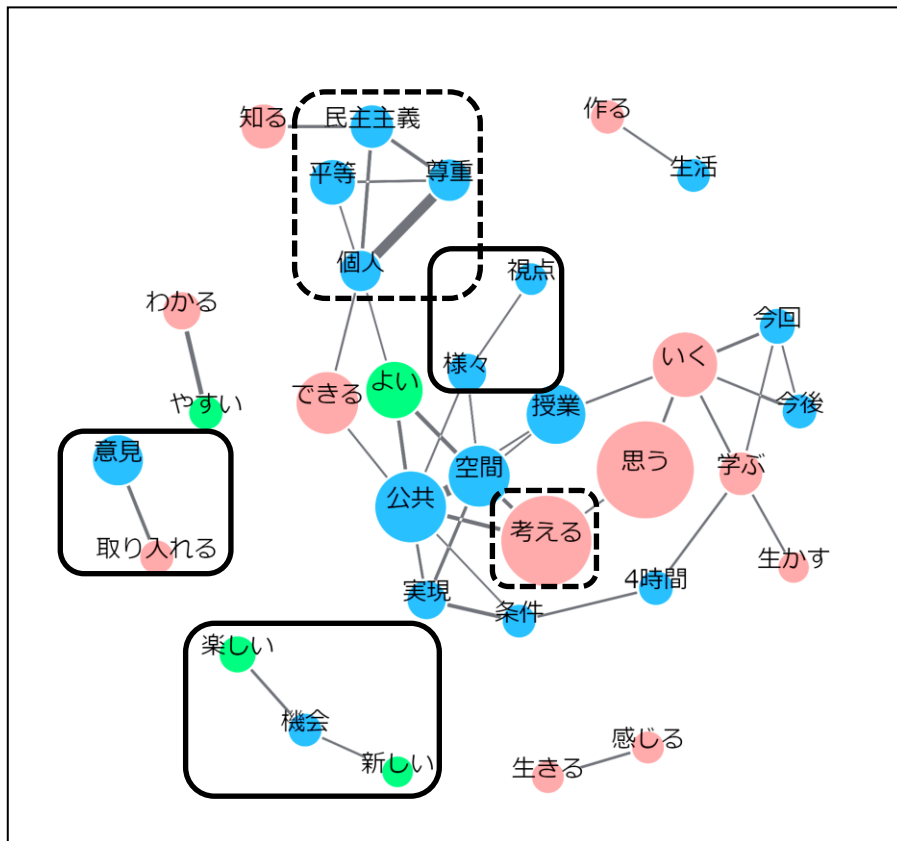 知る
民主主義
作る
平等
尊重
生活
個人
視点
わかる
今回
様々
いく
やすい
できる
よい
授業
今後
意見
空間
思う
学ぶ
公共
取り入れる
考える
生かす
4時間
実現
条件
楽しい
機会
新しい
感じる
生きる